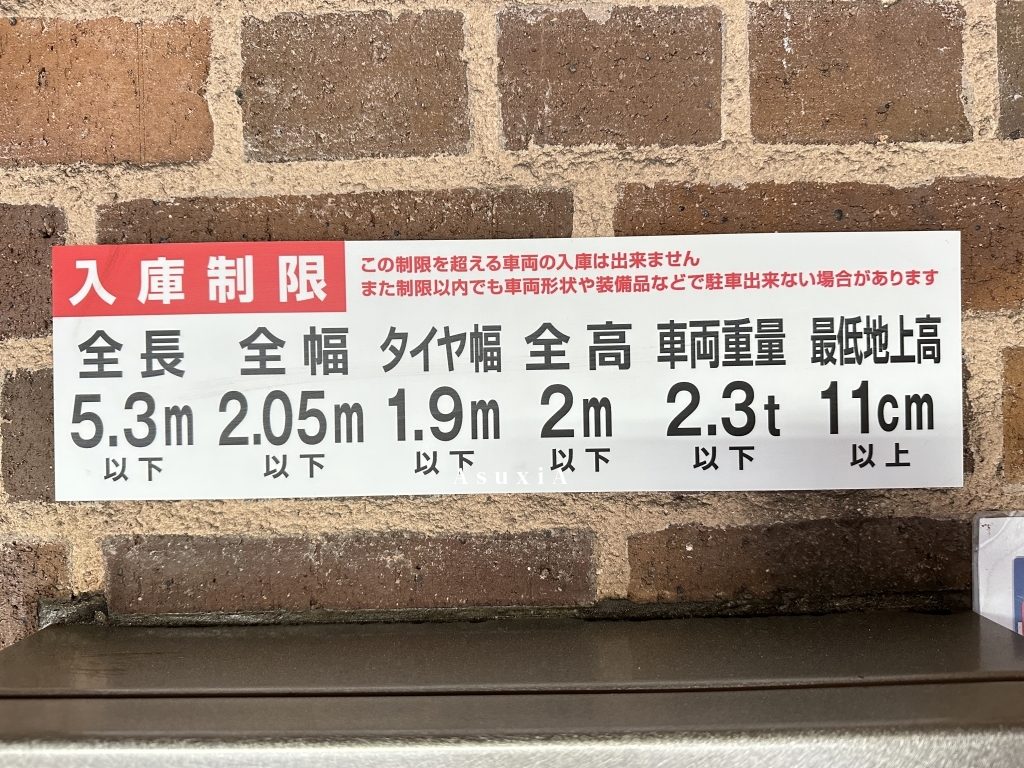 入庫制限
この制限を超える車両の入庫は出来ません
また制限以内でも車両形状や装備品などで駐車出来ない場合があります
全長 全幅 タイヤ幅 全高 車両重量 最低地上高
5.3m 2.05m 1.9m 2m 2.3t 11cm
以下 以下 以下 以下 以下 以上
AsuxiA